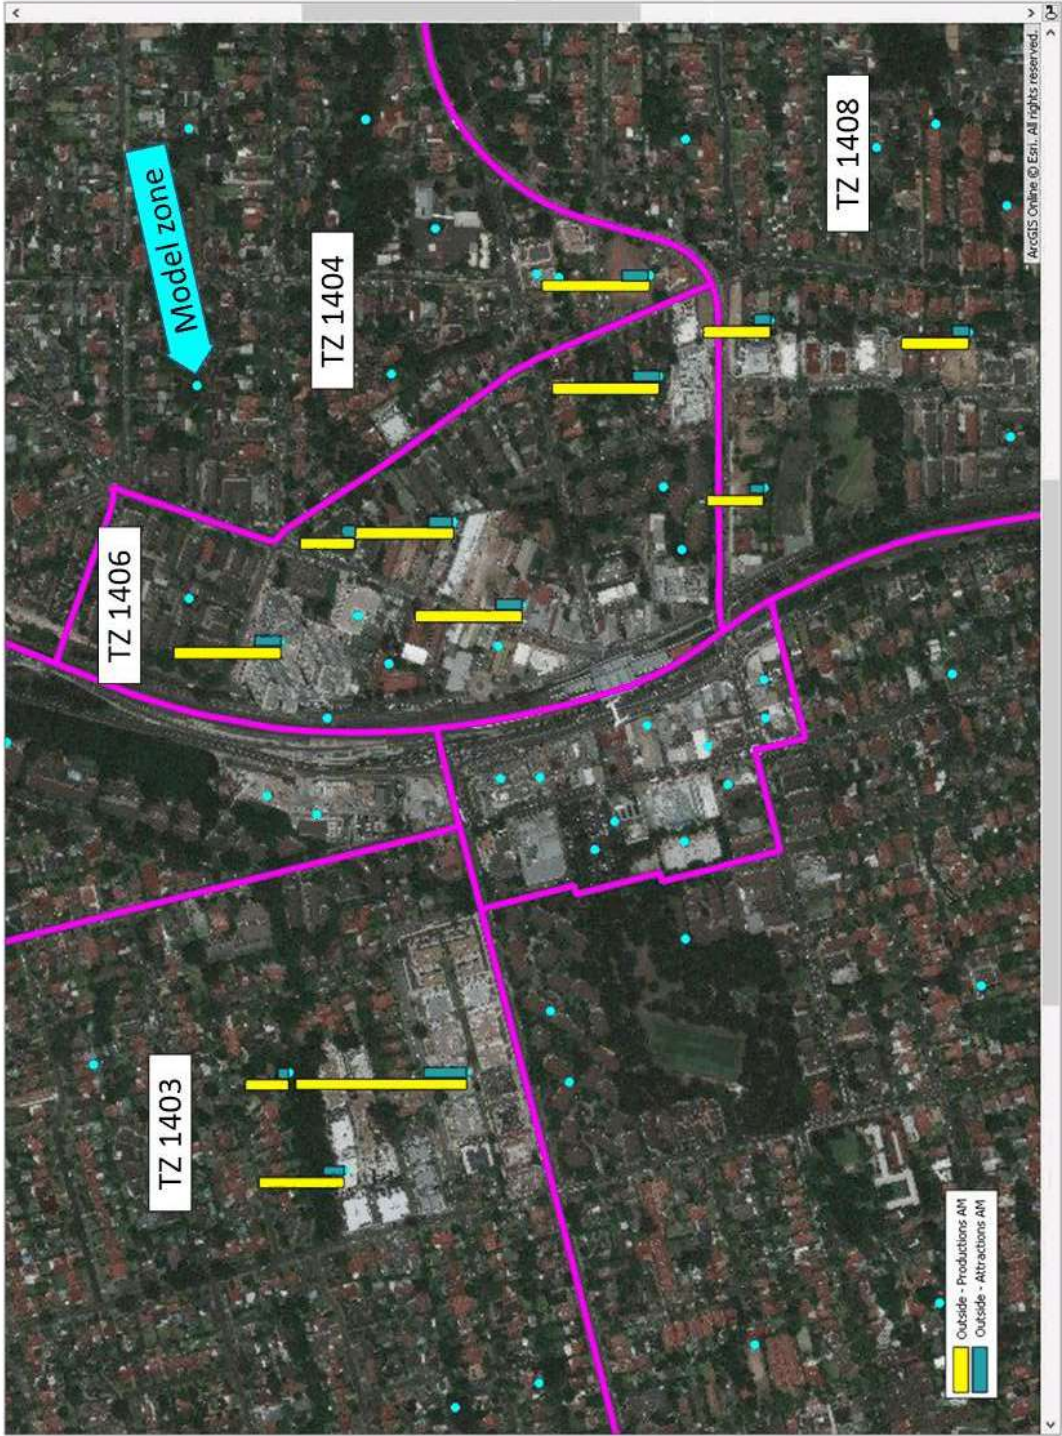 TZ 1403
TZ 1406
Model zone
TZ 1404
TZ 1408
Outside - Productions AM
Outside - Attractions AM
ArcGIS Online © Esri. All rights reserved.